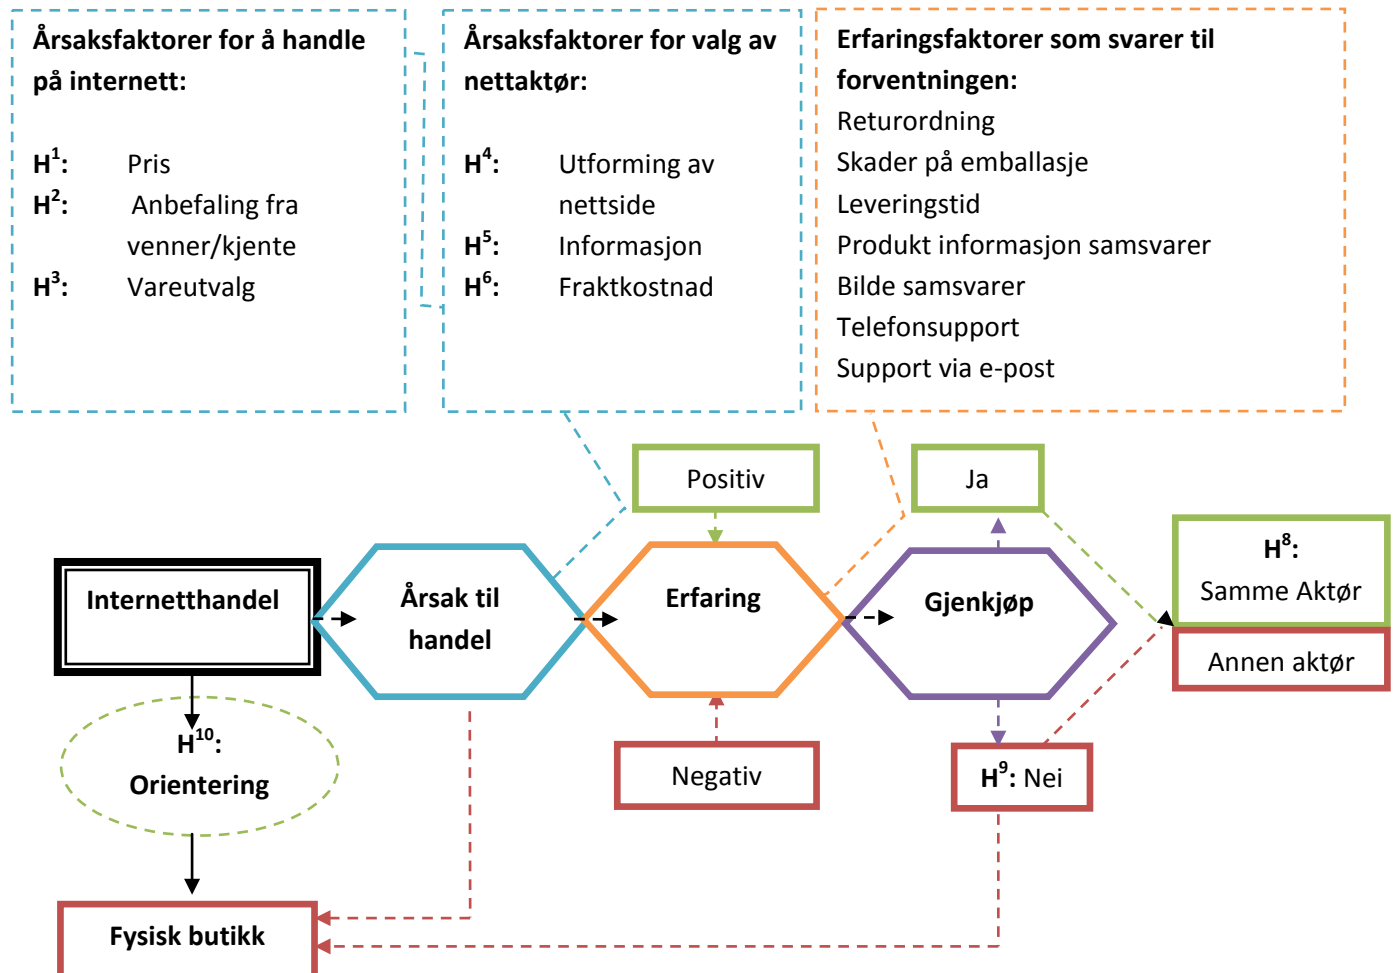 Årsaksfaktorer for å handle
på internett:
H¹: Pris
H²: Anbefaling fra
venner/kjente
H³: Vareutvalg
Årsaksfaktorer for valg av
nettaktør:
H⁴: Utforming av
nettside
H⁵: Informasjon
H⁶: Fraktkostnad
Erfaringsfaktorer som svarer til
forventningen:
Returordning
Skader på emballasje
Leveringstid
Produkt informasjon samsvarer
Bilde samsvarer
Telefonsupport
Support via e-post
Positiv
Ja
Internetthandel
Årsak til
handel
Erfaring
Gjenkjøp
H⁸:
Samme Aktør
Annen aktør
H¹⁰:
Orientering
Negativ
H⁹: Nei
Fysisk butikk